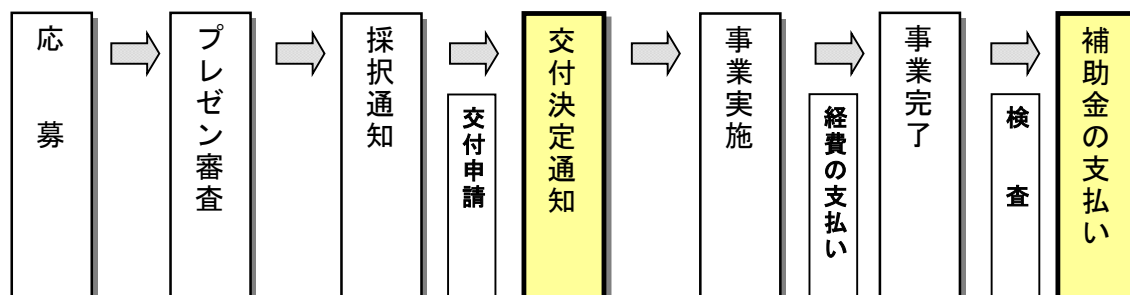 応募
プレゼン審査
採択通知
交付申請
交付決定通知
事業実施
経費の支払い
事業完了
検査
補助金の支払い